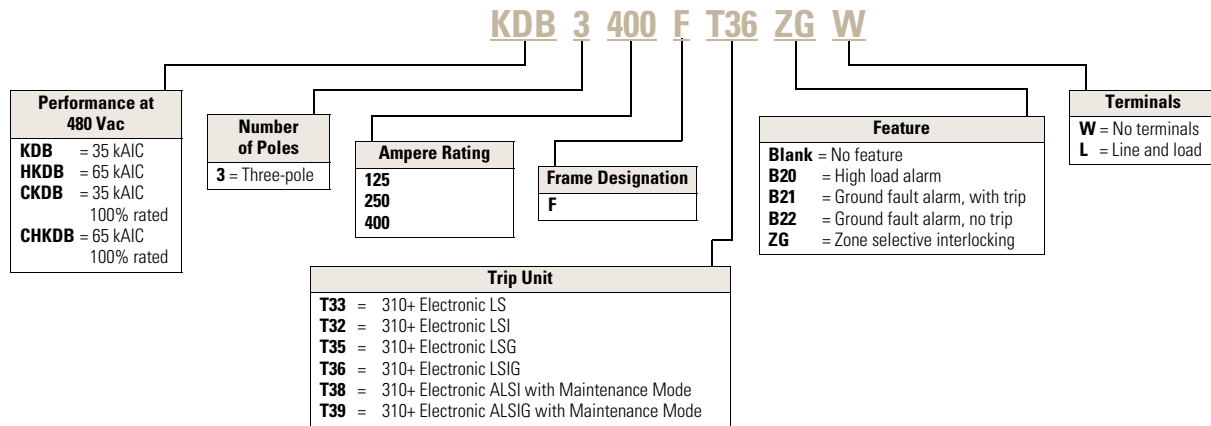 KDB 3 400 F T36 ZG W
Performance at
480 Vac
KDB = 35 kAIC
HKDB = 65 kAIC
CKDB = 35 kAIC
100% rated
CHKDB = 65 kAIC
100% rated
Number
of Poles
3 = Three-pole
Ampere Rating
125
250
400
Frame Designation
F
Trip Unit
T33 = 310+ Electronic LS
T32 = 310+ Electronic LSI
T35 = 310+ Electronic LSG
T36 = 310+ Electronic LSIG
T38 = 310+ Electronic ALSI with Maintenance Mode
T39 = 310+ Electronic ALSIG with Maintenance Mode
Feature
Blank = No feature
B20 = High load alarm
B21 = Ground fault alarm, with trip
B22 = Ground fault alarm, no trip
ZG = Zone selective interlocking
Terminals
W = No terminals
L = Line and load